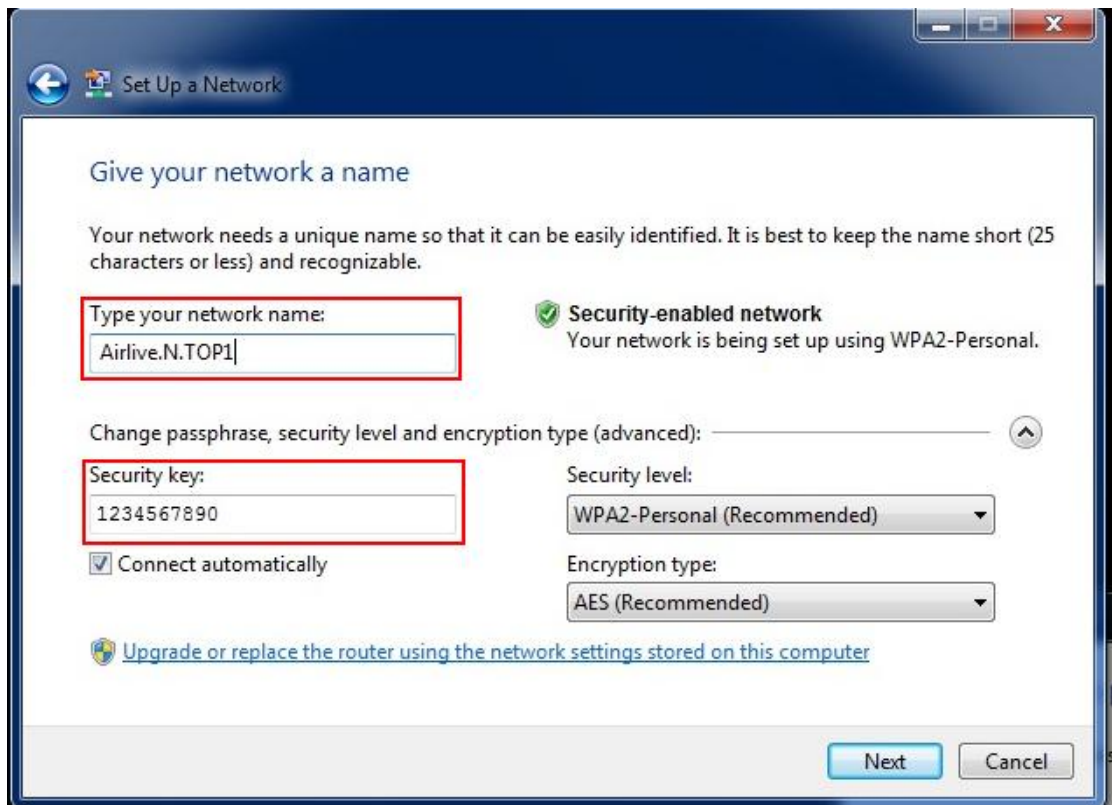 Set Up a Network
Give your network a name
Your network needs a unique name so that it can be easily identified. It is best to keep the name short (25
characters or less) and recognizable.
Type your network name:
Airlive.N.TOP1
Security-enabled network
Your network is being set up using WPA2-Personal.
Change passphrase, security level and encryption type (advanced):
Security key:
1234567890
Security level:
WPA2-Personal (Recommended)
Connect automatically
Encryption type:
AES (Recommended)
Upgrade or replace the router using the network settings stored on this computer
Next
Cancel